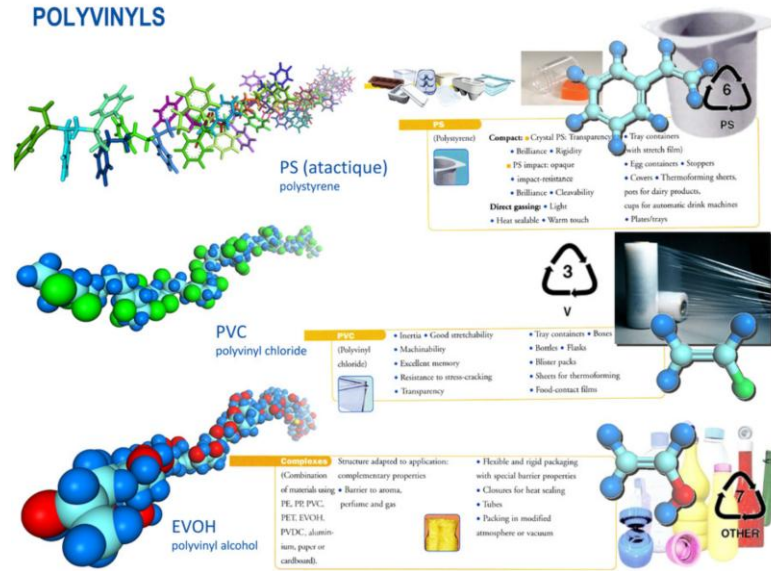 POLYVINYLS
PS (atactique)
polystyrene
6
PS
PS
(Polystyrene)
Compact: Crystal PS: Transparency
• Brilliance • Rigidity
PS impact: opaque
impact-resistance
• Brilliance • Cleavability
Direct gassing: • Light
• Heat sealable • Warm touch
• Tray containers
(with stretch film)
• Egg containers • Stoppers
• Covers • Thermoforming sheets,
pots for dairy products,
cups for automatic drink machines
• Plates/trays
3
V
PVC
polyvinyl chloride
PVC
(Polyvinyl
chloride)
• Inertia • Good stretchability
• Machinability
• Excellent memory
• Resistance to stress-cracking
• Transparency
• Tray containers • Boxes
• Bottles • Flasks
• Blister packs
• Sheets for thermoforming
• Food-contact films
EVOH
polyvinyl alcohol
Complexes
(Combination
of materials using
PE, PP, PVC,
PET, EVOH,
PVDC, alumin-
ium, paper or
cardboard).
Structure adapted to application:
complementary properties
• Barrier to aroma,
perfume and gas
• Flexible and rigid packaging
with special barrier properties
• Closures for heat sealing
• Tubes
• Packing in modified
atmosphere or vacuum
7
OTHER